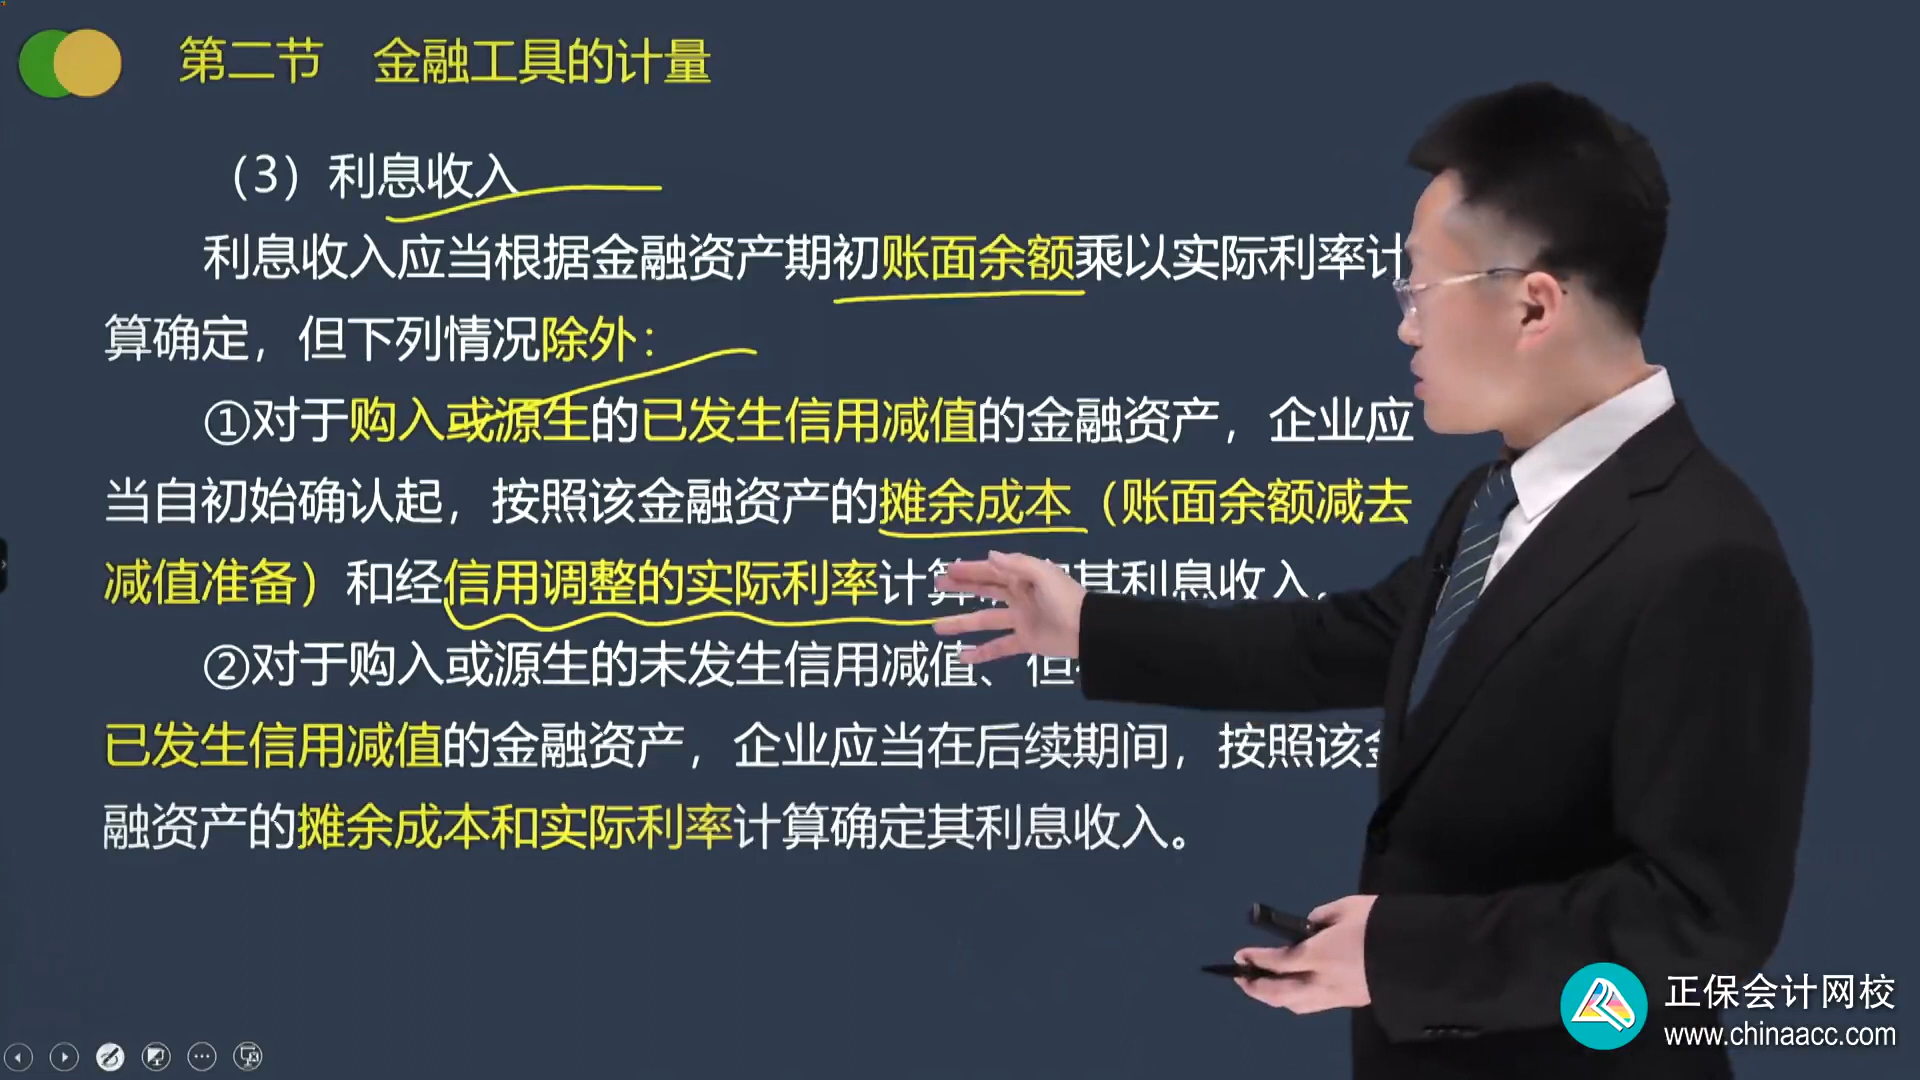 第二节 金融工具的计量
（3）利息收入
利息收入应当根据金融资产期初账面余额乘以实际利率计
算确定，但下列情况除外：
①对于购入或源生的已发生信用减值的金融资产，企业应
当自初始确认起，按照该金融资产的摊余成本（账面余额减去
减值准备）和经信用调整的实际利率计算其利息收入。
②对于购入或源生的未发生信用减值、但
已发生信用减值的金融资产，企业应当在后续期间，按照该金
融资产的摊余成本和实际利率计算确定其利息收入。
正保会计网校
www.chinaacc.com